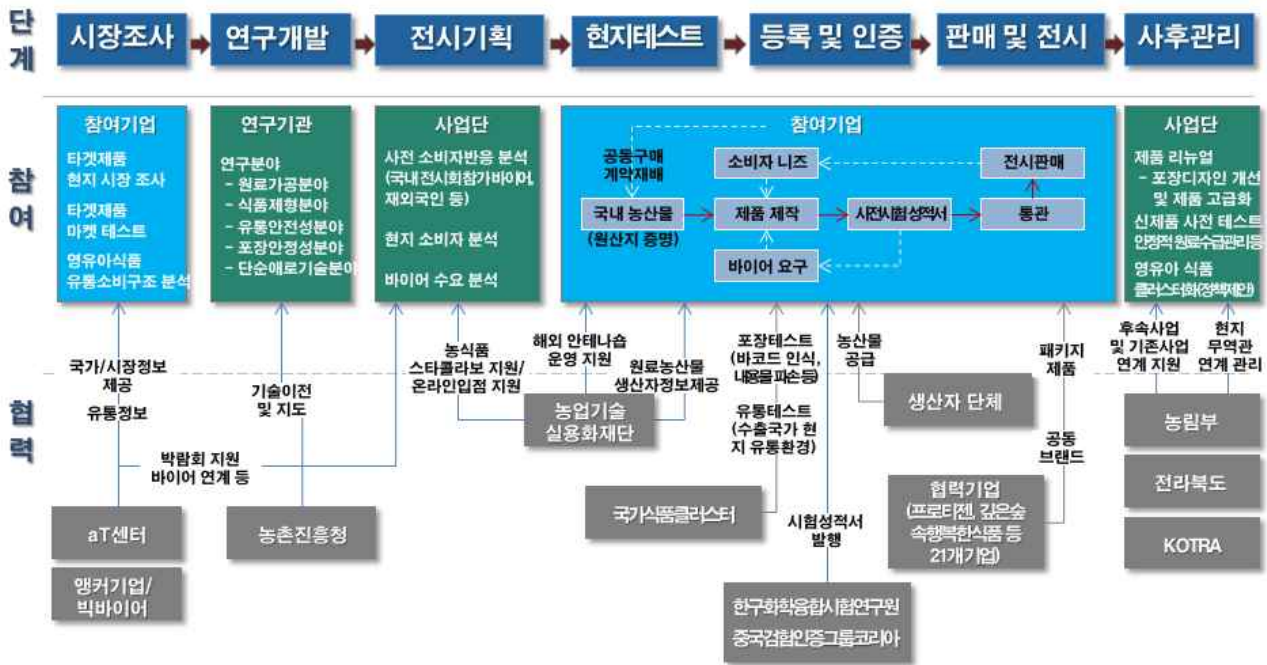 단계
시장조사
연구개발
전시기획
현지테스트
등록 및 인증
판매 및 전시
사후관리
참여
참여기업
타겟제품
현지 시장 조사
타겟제품
마켓 테스트
영유아식품
유통소비구조 분석
연구기관
연구분야
- 원료가공분야
- 식품제형분야
- 유통안전성분야
- 포장안정성분야
- 단순애로기술분야
사업단
사전 소비자반응 분석
(국내 전시회참가 바이어,
재외국인 등)
현지 소비자 분석
바이어 수요 분석
참여기업
공동구매
계약재배
소비자 니즈
전시판매
국내 농산물
(원산지 증명)
제품 제작
사전시험성적서
통관
바이어 요구
사업단
제품 리뉴얼
- 포장디자인 개선
및 제품 고급화
신제품 사전 테스트
안정적 원료수급관리 등
영유아 식품
클러스터화(정책제안)
협력
국가/시장정보
제공
유통정보
기술이전
및 지도
박람회 지원
바이어 연계 등
농식품
스타콜라보 지원/
온라인입점 지원
해외 안테나숍
운영 지원
원료농산물
생산자정보제공
포장테스트
(바코드 인식,
내용물파손 등)
유통테스트
(수출국가 현
지 유통환경)
농산물
공급
시험성적서
발행
패키지
제품
공동
브랜드
후속사업
및 기존사업
연계 지원
현지
무역관
연계 관리
aT센터
앵커기업/
빅바이어
농촌진흥청
농업기술
실용화재단
국가식품클러스터
한구화학융합시험연구원
중국검험인증그룹코리아
생산자 단체
협력기업
(프로티젠, 깊은숲
속행복한식품 등
21개 기업)
농림부
전라북도
KOTRA